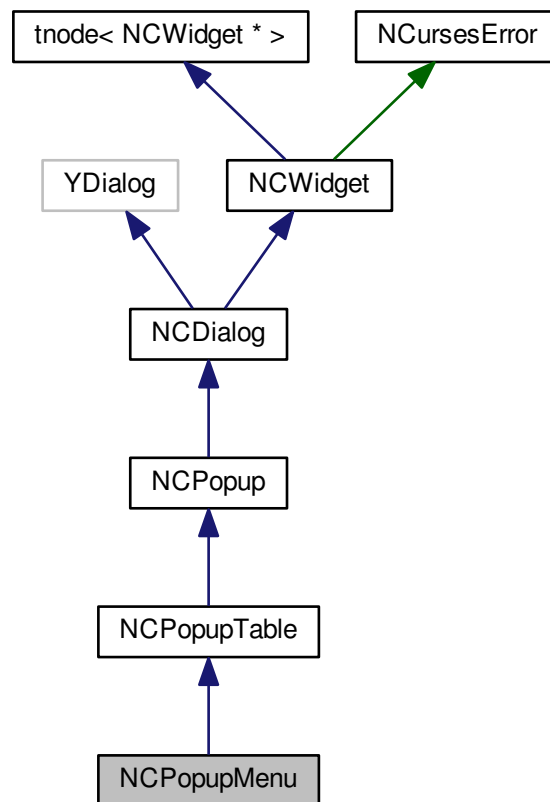 tnode< NCWidget * >
NCursesError
YDialog
NCWidget
NCDialog
NCPopup
NCPopupTable
NCPopupMenu